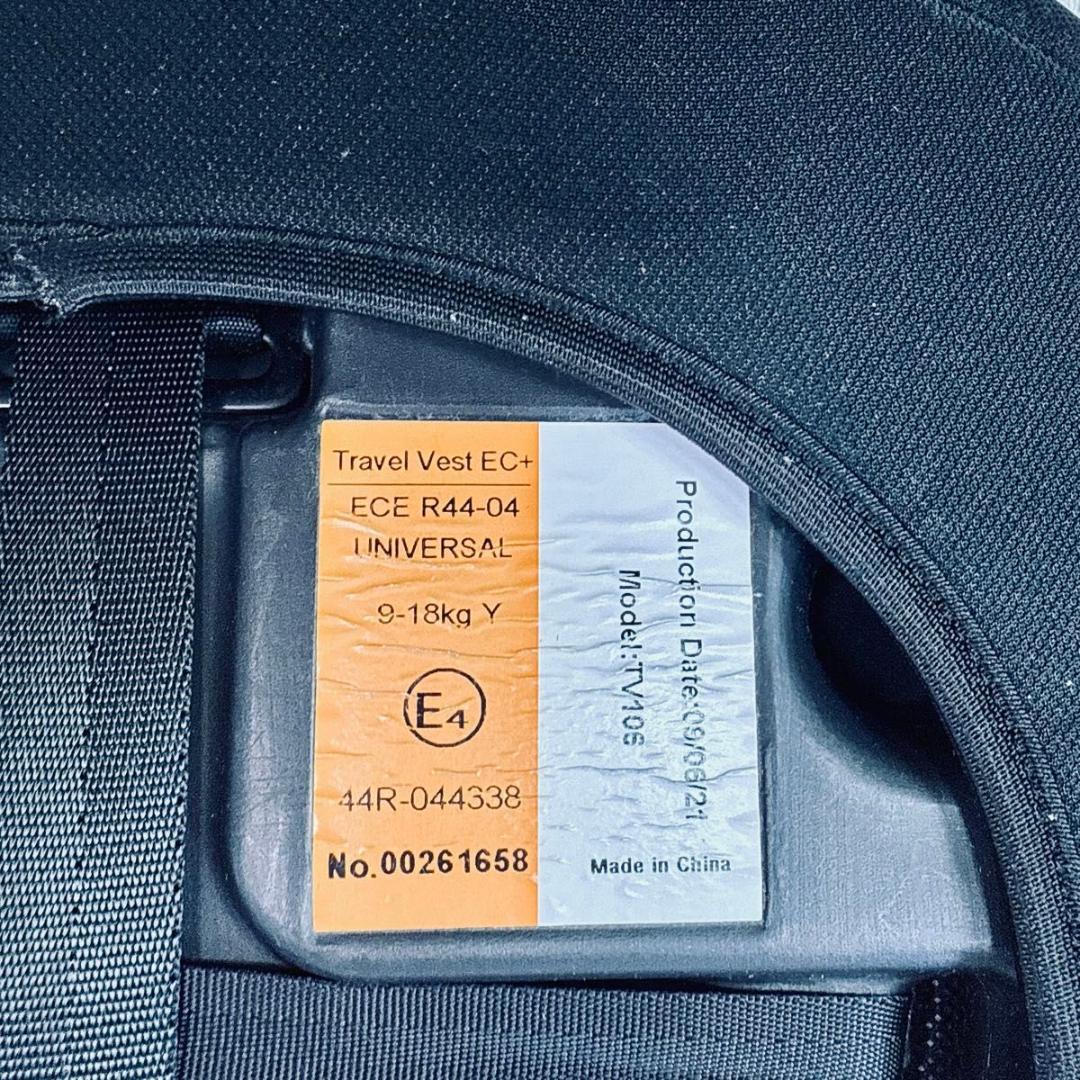 Travel Vest EC+
ECE R44-04
UNIVERSAL
9-18kg Y
E4
44R-044338
No.00261658
Production Date:09/06/21
Model:TV106
Made in China